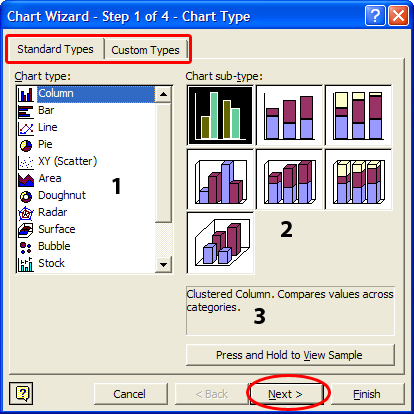 Chart Wizard - Step 1 of 4 - Chart Type
Standard Types
Custom Types
Chart type:
Column
Bar
Line
Pie
XY (Scatter)
Area
Doughnut
Radar
Surface
Bubble
Stock
1
Chart sub-type:
2
Clustered Column. Compares values across
categories.
3
Press and Hold to View Sample
?
Cancel
< Back
Next >
Finish